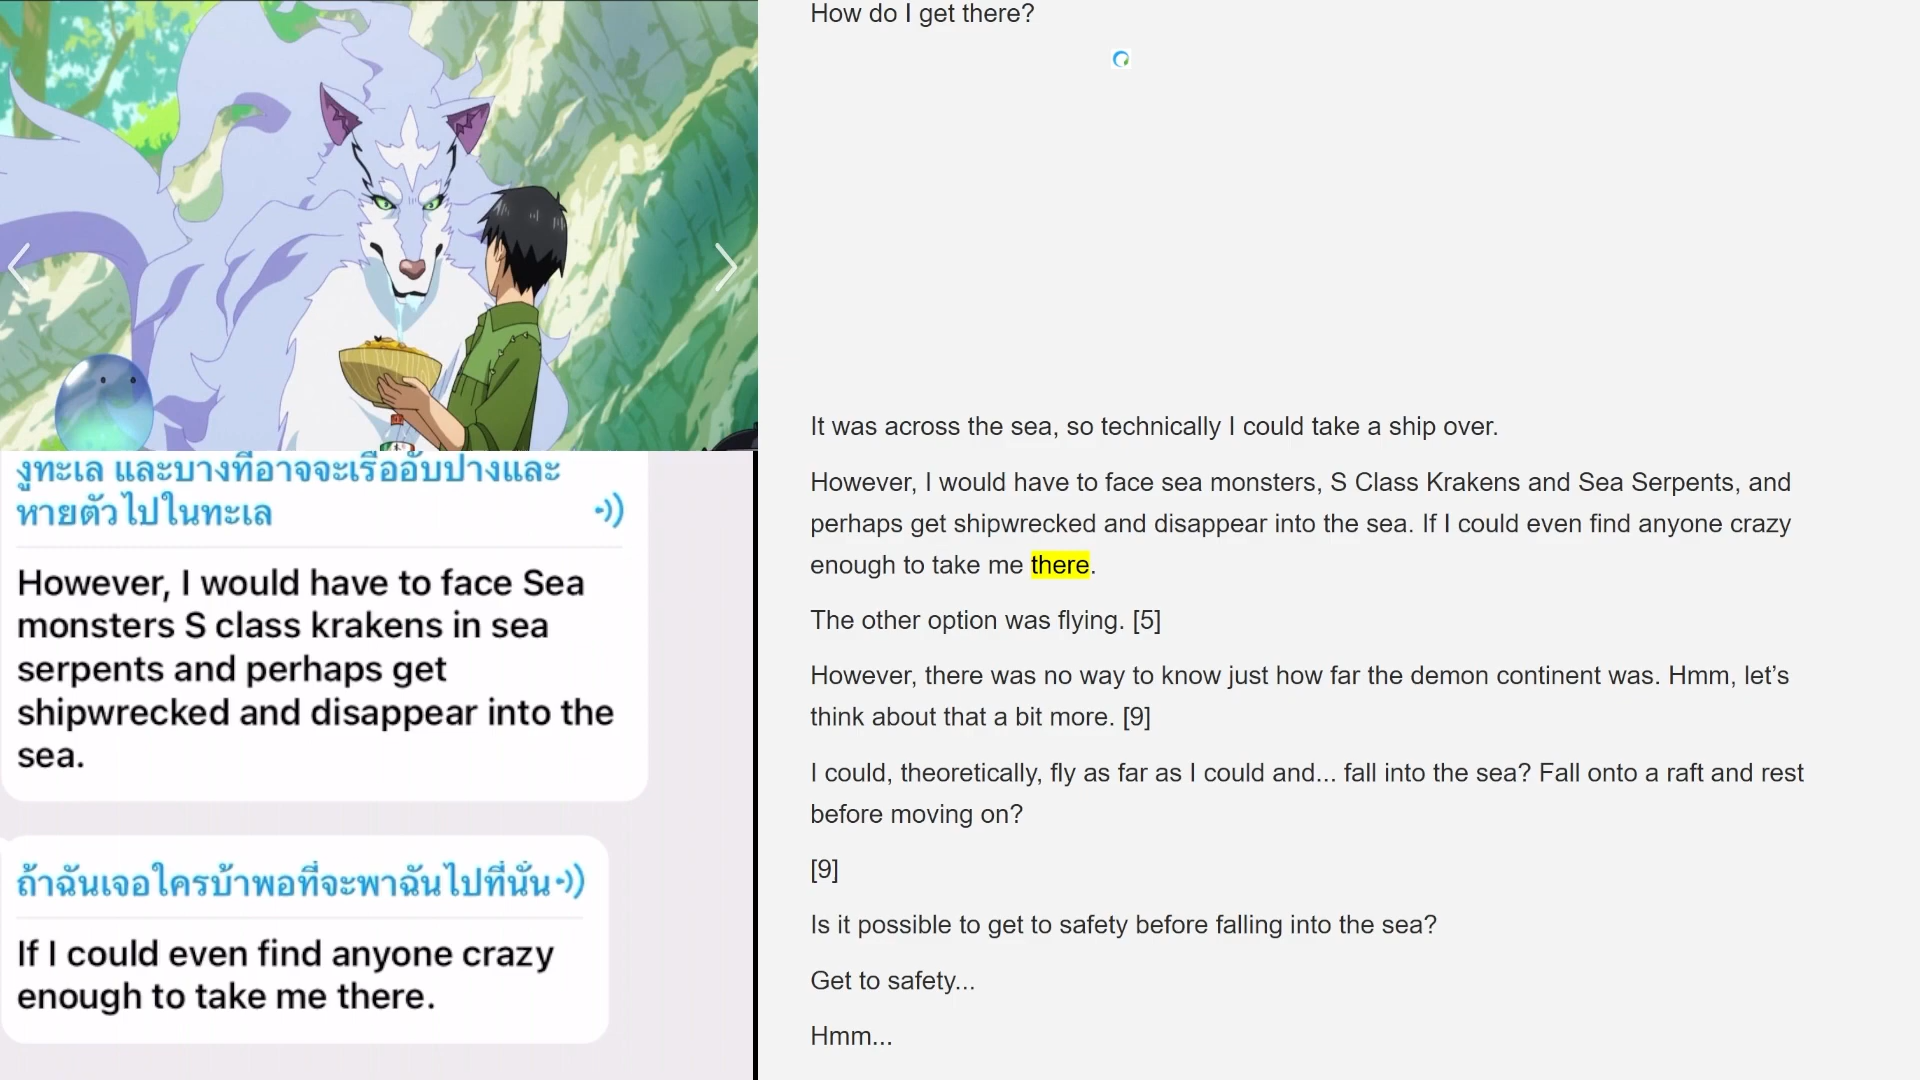 How do I get there?
It was across the sea, so technically I could take a ship over.
However, I would have to face sea monsters, S Class Krakens and Sea Serpents, and
perhaps get shipwrecked and disappear into the sea. If I could even find anyone crazy
enough to take me there.
The other option was flying. [5]
However, there was no way to know just how far the demon continent was. Hmm, let’s
think about that a bit more. [9]
I could, theoretically, fly as far as I could and... fall into the sea? Fall onto a raft and rest
before moving on?
[9]
Is it possible to get to safety before falling into the sea?
Get to safety...
Hmm...
งูทะเล และบางทีอาจจะเรืออับปางและ
หายตัวไปในทะเล
However, I would have to face Sea
monsters S class krakens in sea
serpents and perhaps get
shipwrecked and disappear into the
sea.
ถ้าฉันเจอใครบ้าพอที่จะพาฉันไปที่นั่น
If I could even find anyone crazy
enough to take me there.